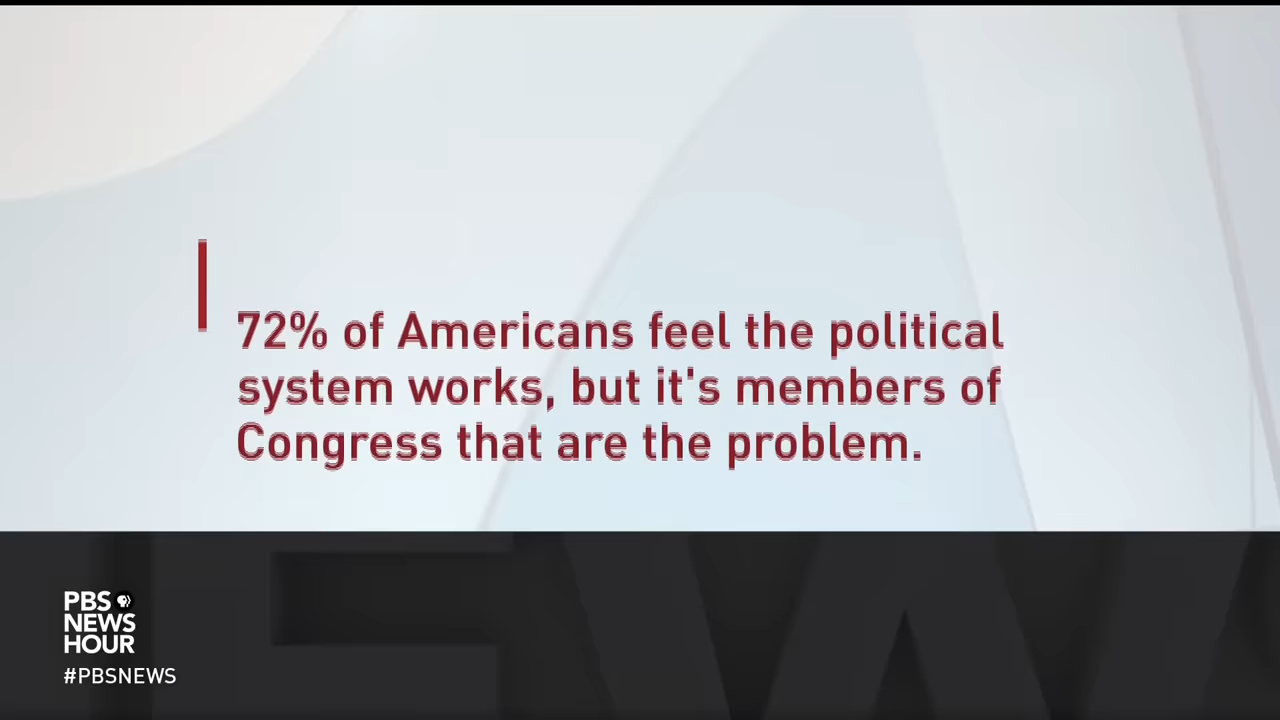 72% of Americans feel the political
system works, but it's members of
Congress that are the problem.
PBS
NEWS
HOUR
#PBSNEWS